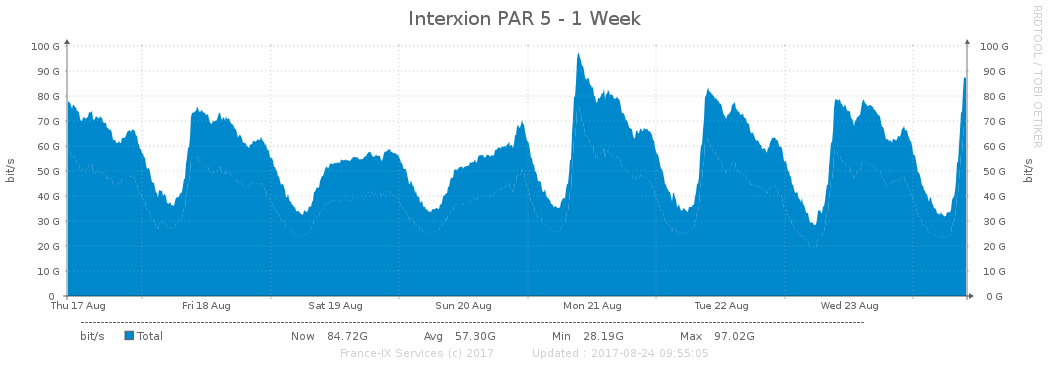 Interxion PAR 5 - 1 Week
RRDTOOL / TOBI OETIKER
bit/s
100 G 100 G
90 G 90 G
80 G 80 G
70 G 70 G
60 G 60 G
50 G 50 G
40 G 40 G
30 G 30 G
20 G 20 G
10 G 10 G
0 0 G
bit/s
Thu 17 Aug Fri 18 Aug Sat 19 Aug Sun 20 Aug Mon 21 Aug Tue 22 Aug Wed 23 Aug
bit/s Total Now 84.72G Avg 57.30G Min 28.19G Max 97.02G
France-IX Services (c) 2017 Updated : 2017-08-24 09:55:05